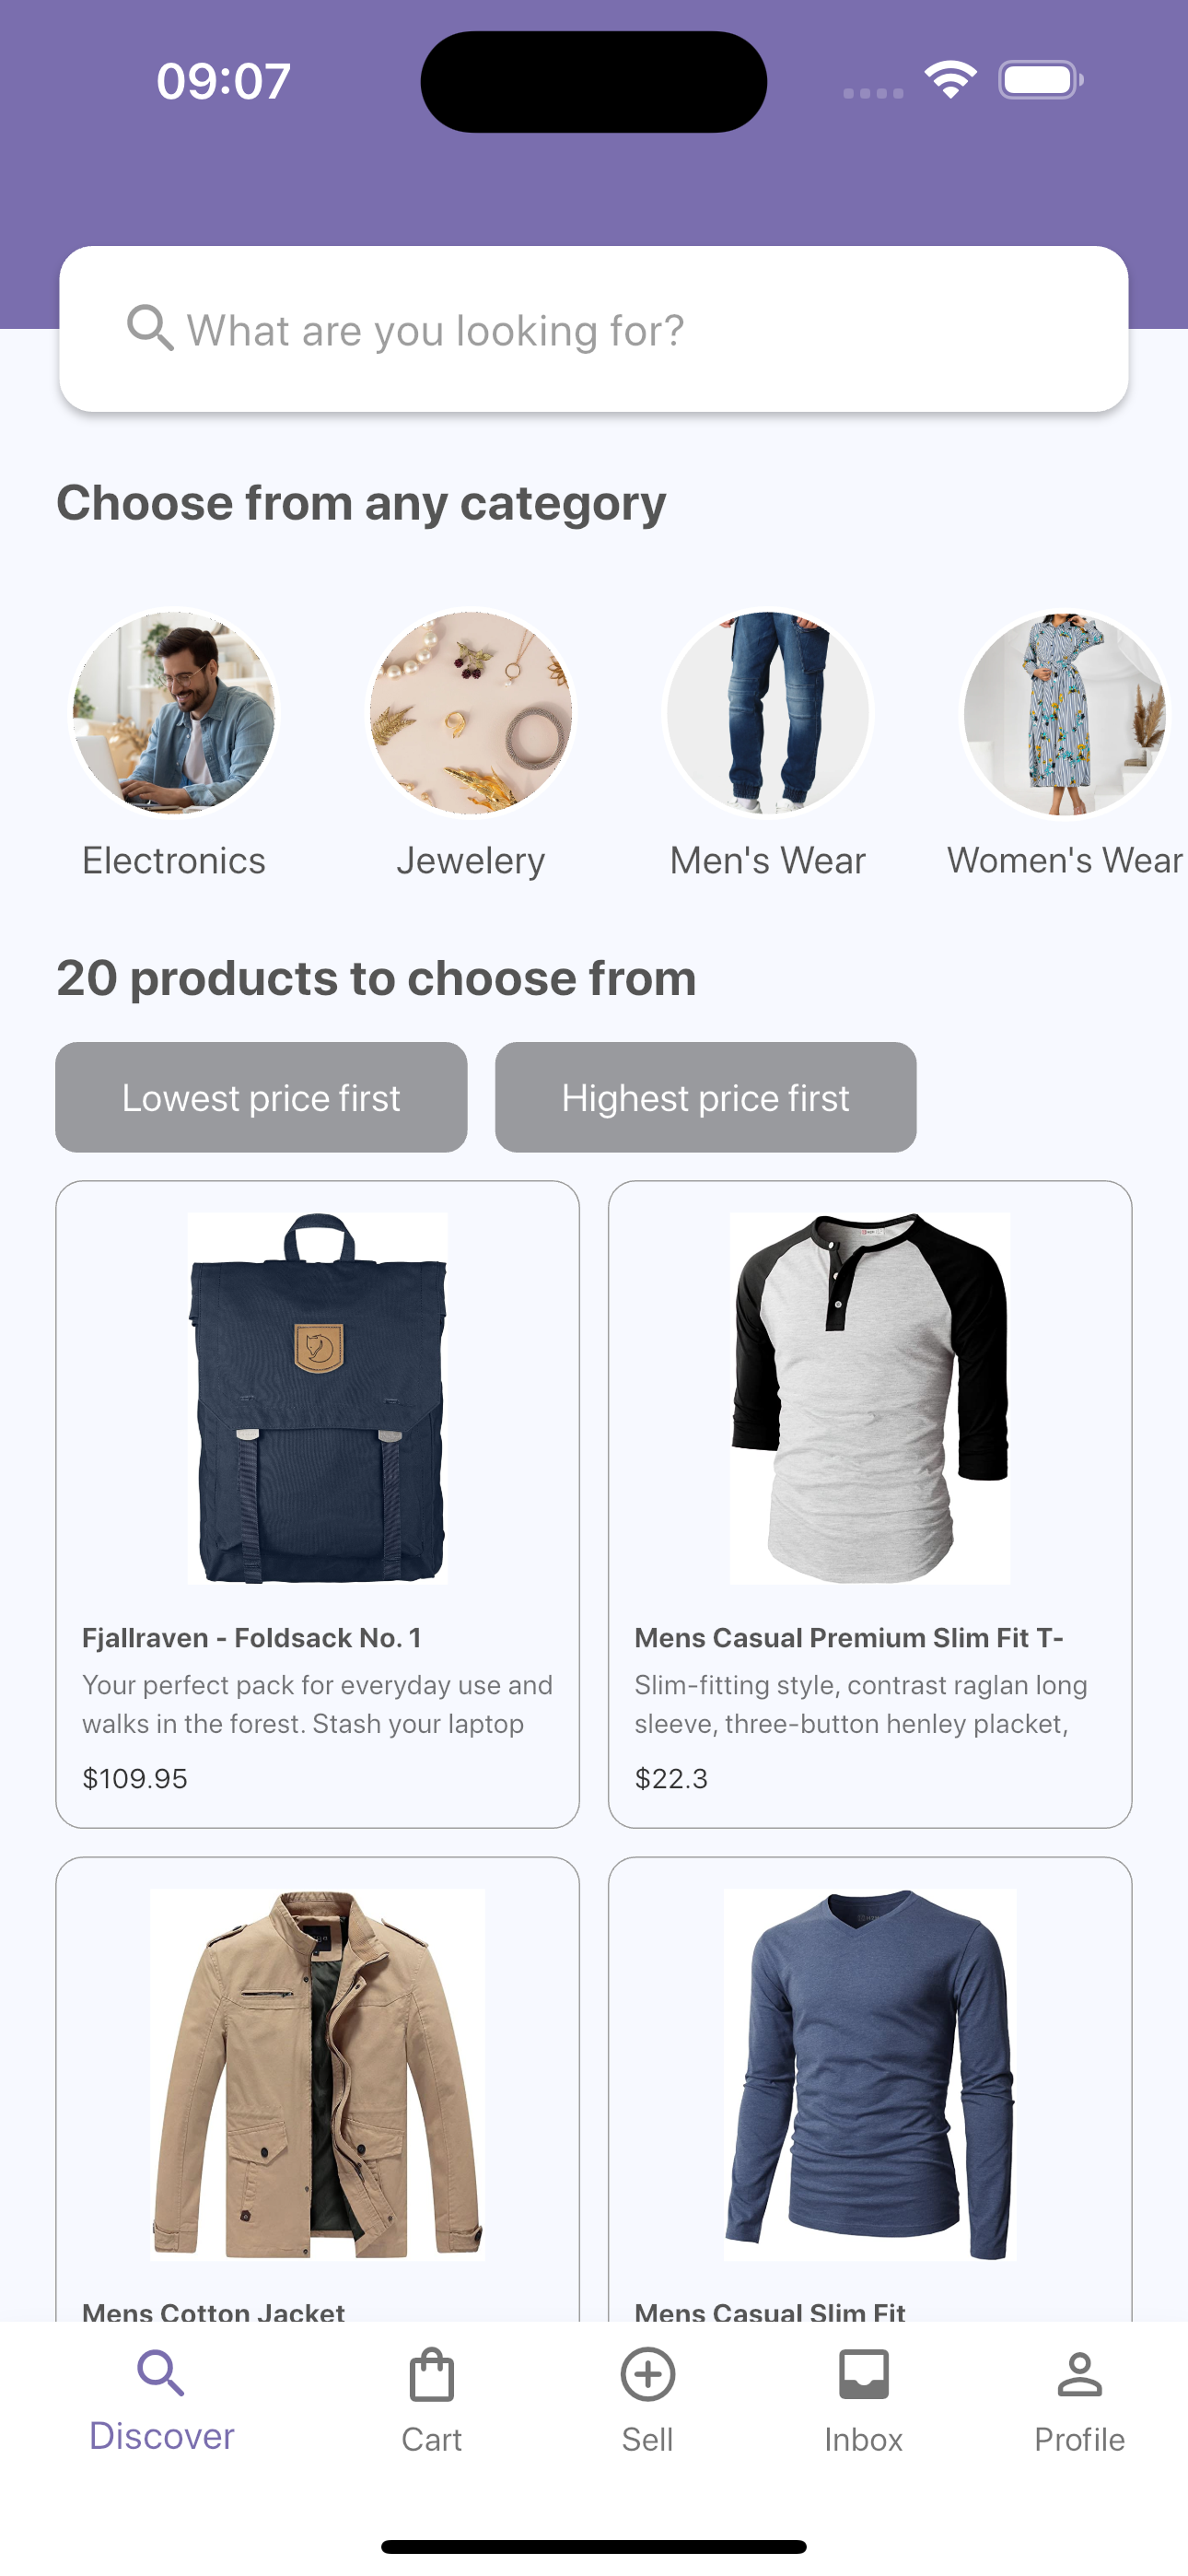 09:07
What are you looking for?
Choose from any category
Electronics
Jewelery
Men's Wear
Women's Wear
20 products to choose from
Lowest price first
Highest price first
Fjallraven - Foldsack No. 1
Your perfect pack for everyday use and
walks in the forest. Stash your laptop
$109.95
Mens Casual Premium Slim Fit T-
Slim-fitting style, contrast raglan long
sleeve, three-button henley placket,
$22.3
Mens Cotton Jacket
Mens Casual Slim Fit
Discover
Cart
Sell
Inbox
Profile